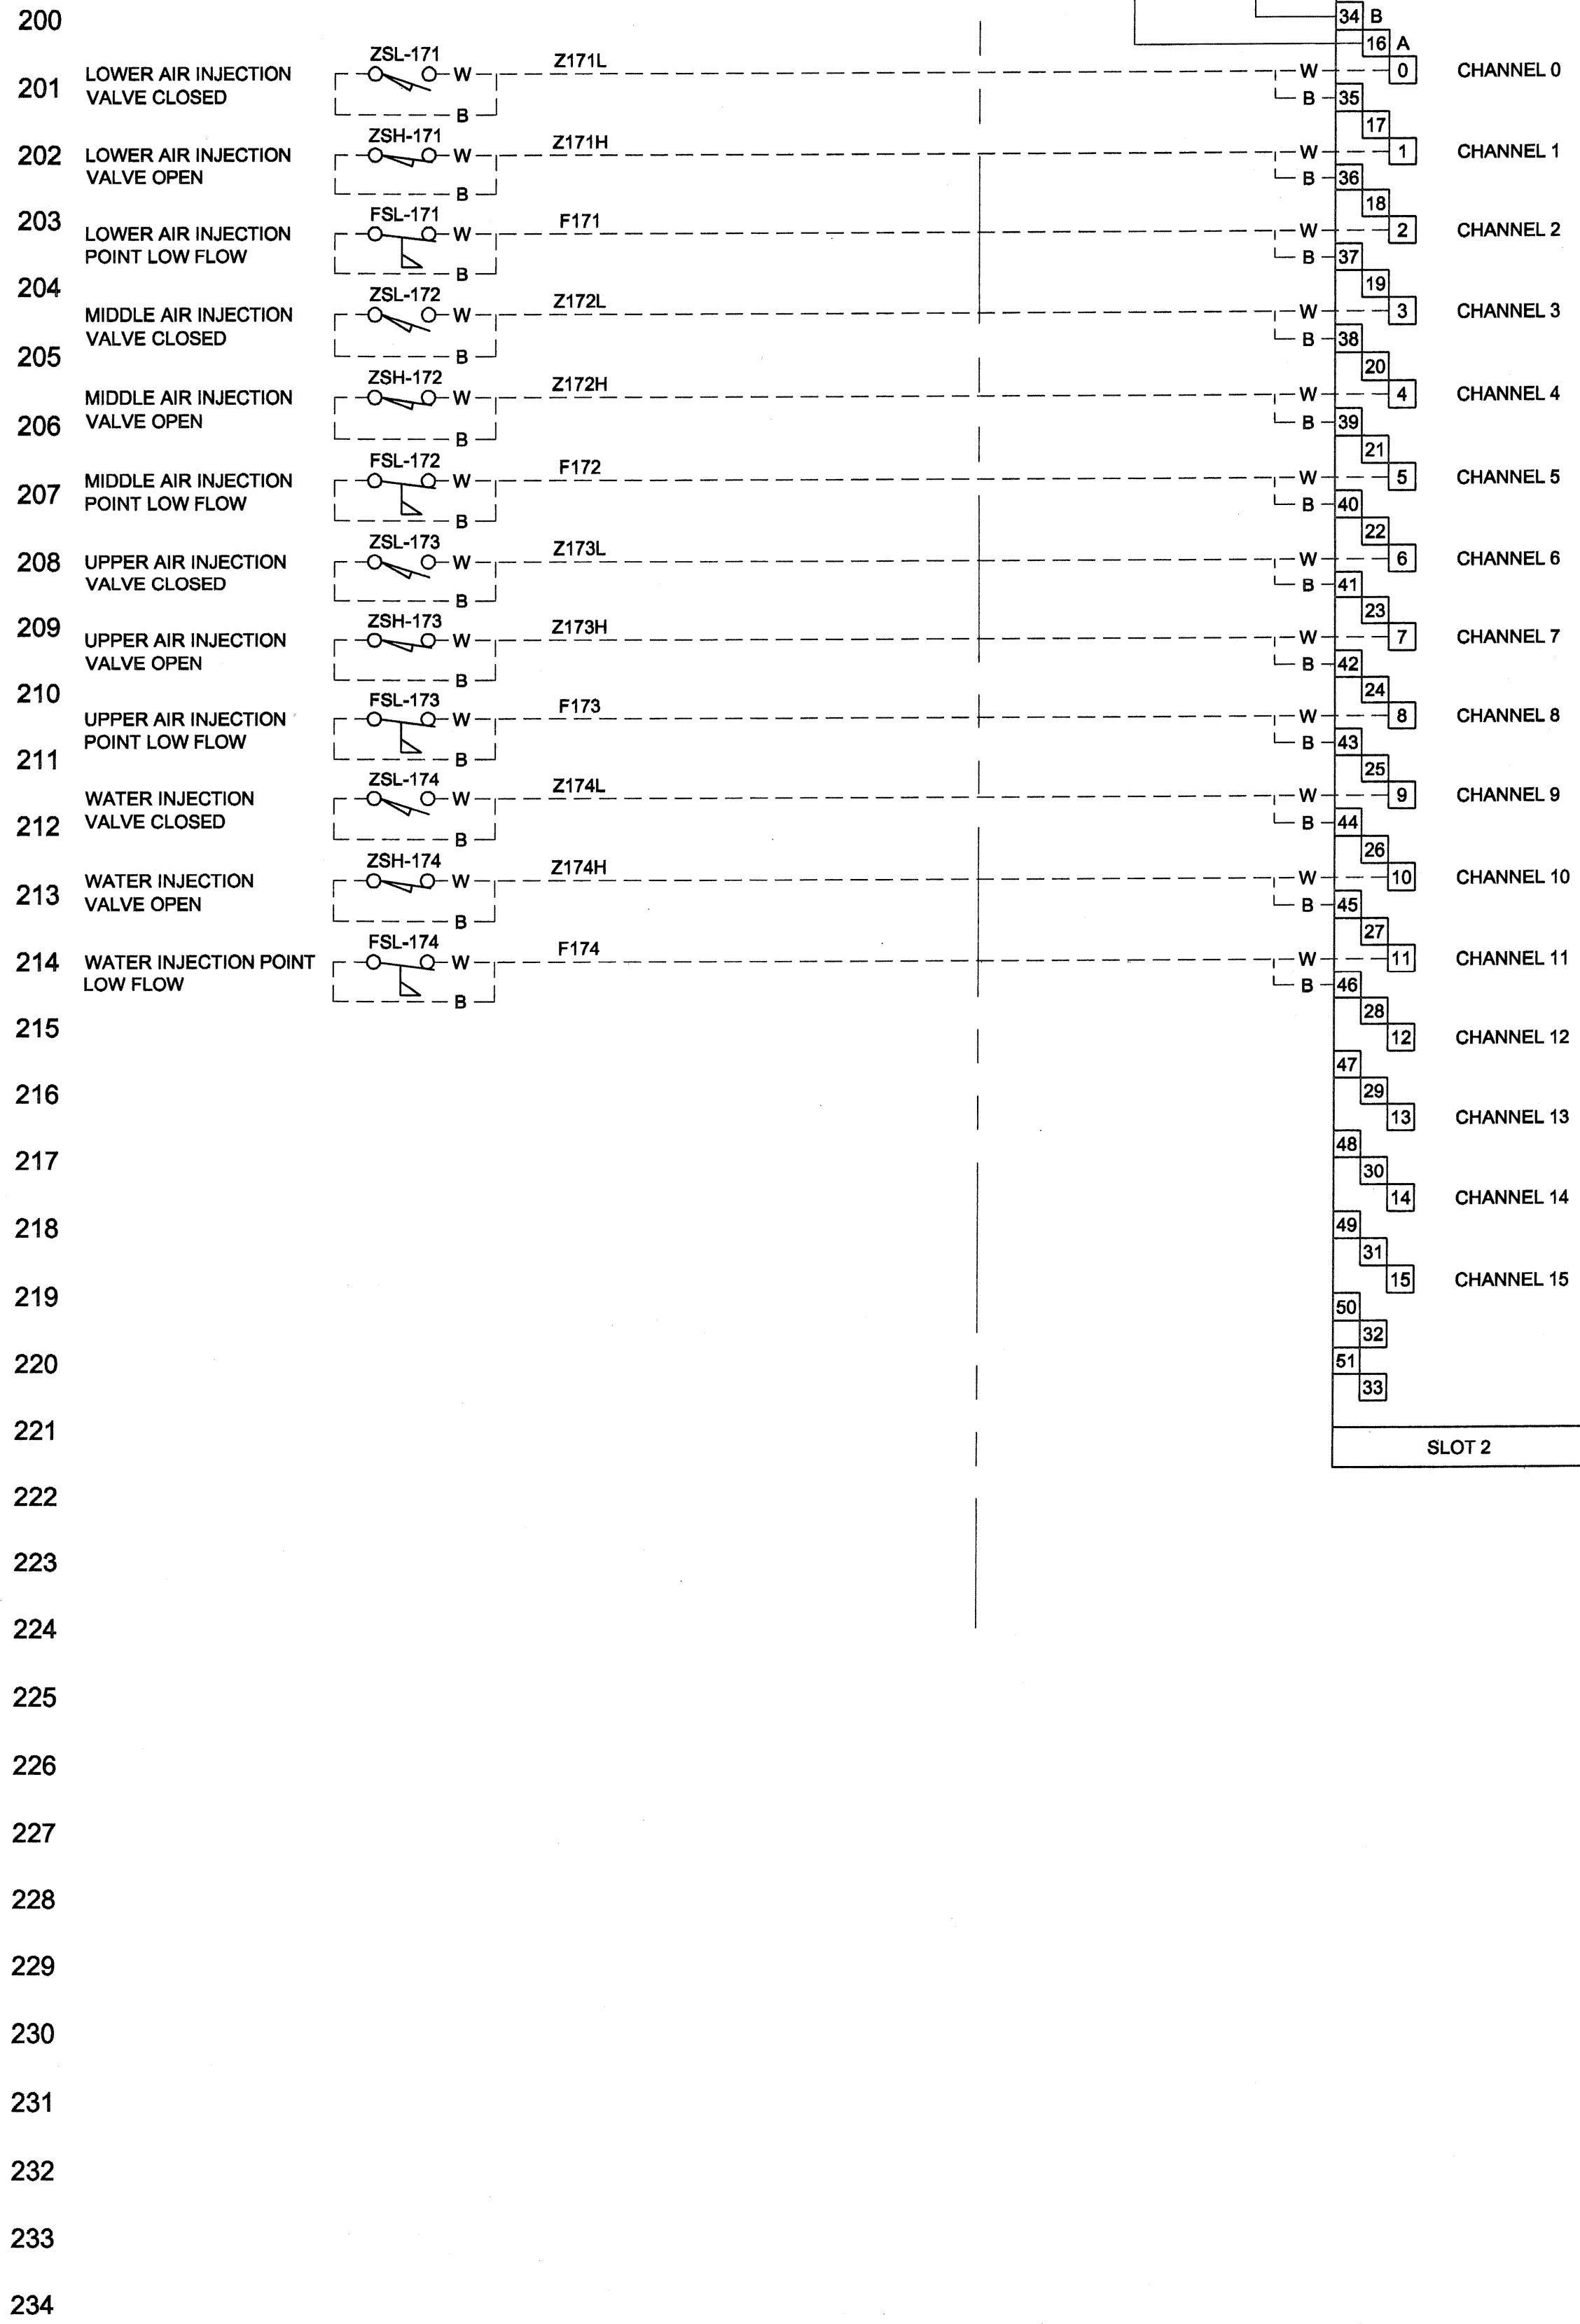 200
34 B
16 A
ZSL-171
Z171L
201 LOWER AIR INJECTION
VALVE CLOSED
W
W 0 CHANNEL 0
B
B 35
17
ZSH-171
Z171H
202 LOWER AIR INJECTION
VALVE OPEN
W
W 1 CHANNEL 1
B
B 36
18
203
FSL-171
F171
LOWER AIR INJECTION
POINT LOW FLOW
W
W 2 CHANNEL 2
B
B 37
19
204
ZSL-172
Z172L
MIDDLE AIR INJECTION
VALVE CLOSED
W
W 3 CHANNEL 3
B
B 38
20
205
ZSH-172
Z172H
MIDDLE AIR INJECTION
206 VALVE OPEN
W
W 4 CHANNEL 4
B
B 39
21
FSL-172
F172
207 MIDDLE AIR INJECTION
POINT LOW FLOW
W
W 5 CHANNEL 5
B
B 40
22
ZSL-173
Z173L
208 UPPER AIR INJECTION
VALVE CLOSED
W
W 6 CHANNEL 6
B
B 41
23
209
ZSH-173
Z173H
UPPER AIR INJECTION
VALVE OPEN
W
W 7 CHANNEL 7
B
B 42
24
210
FSL-173
F173
UPPER AIR INJECTION
POINT LOW FLOW
W
W 8 CHANNEL 8
B
B 43
25
211
ZSL-174
Z174L
WATER INJECTION
212 VALVE CLOSED
W
W 9 CHANNEL 9
B
B 44
26
ZSH-174
Z174H
213 WATER INJECTION
VALVE OPEN
W
W 10 CHANNEL 10
B
B 45
27
FSL-174
F174
214 WATER INJECTION POINT
LOW FLOW
W
W 11 CHANNEL 11
B
B 46
28
215
12 CHANNEL 12
47
216
29
13 CHANNEL 13
48
217
30
14 CHANNEL 14
49
218
31
15 CHANNEL 15
219
50
32
220
51
33
221
SLOT 2
222
223
224
225
226
227
228
229
230
231
232
233
234